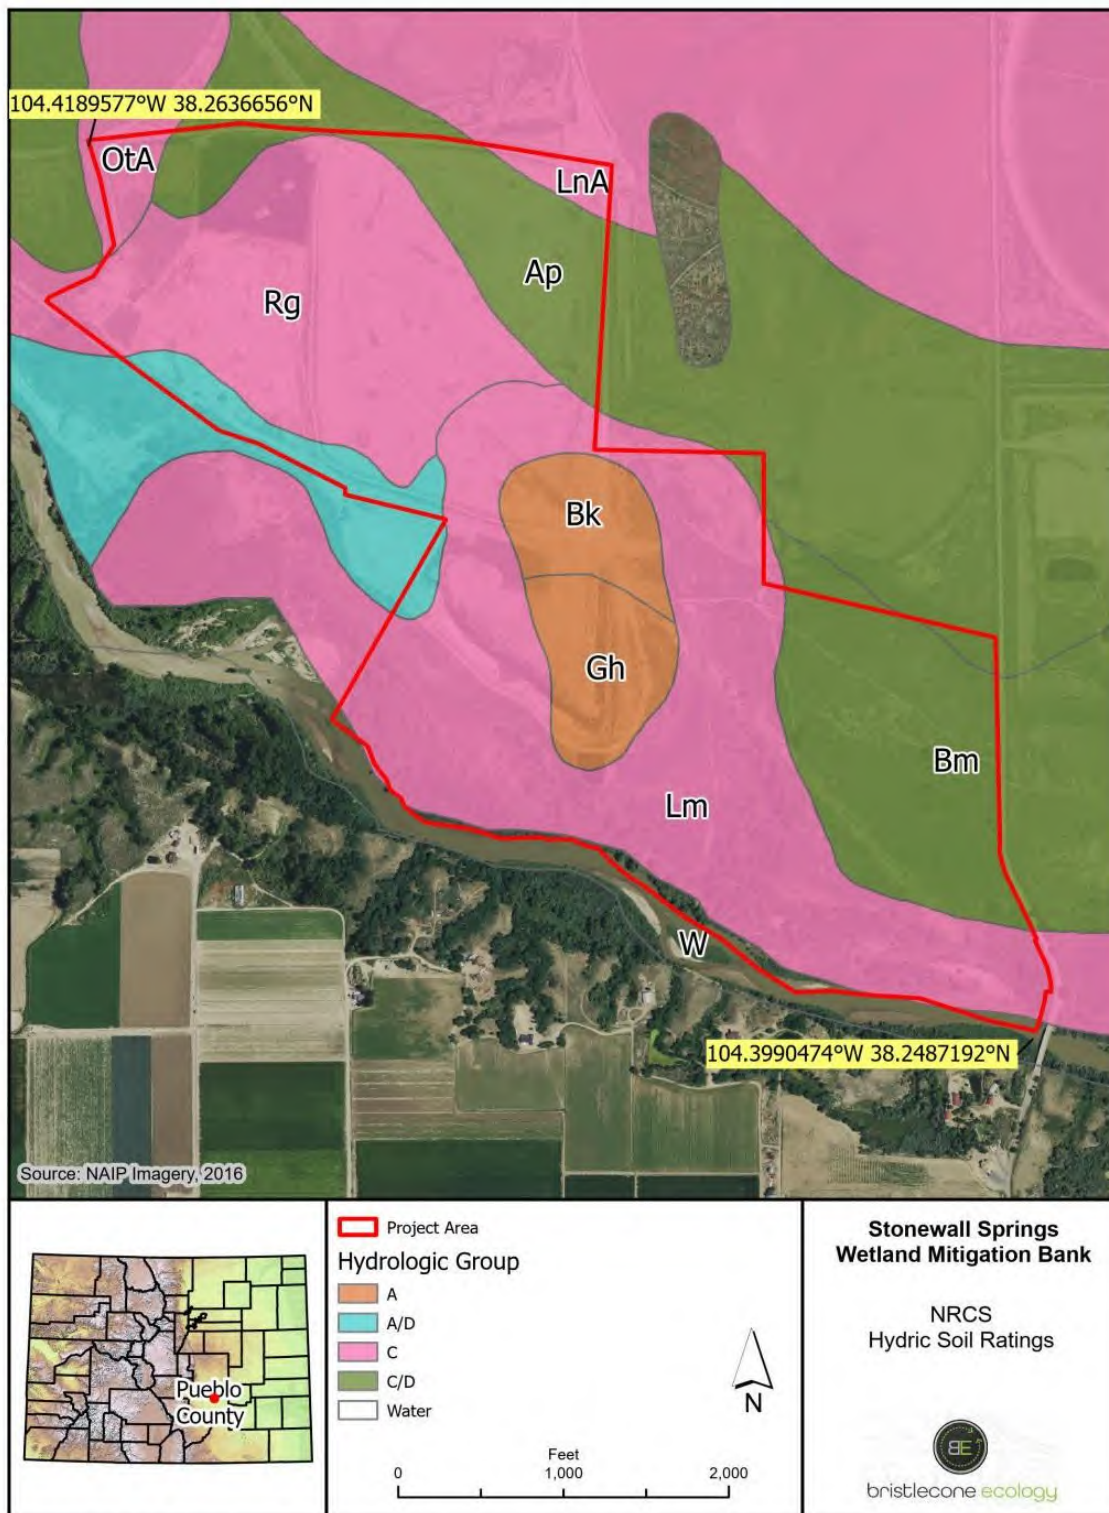 104.4189577°W 38.2636656°N
OtA
LnA
Ap
Rg
Bk
Gh
Bm
Lm
W
104.3990474°W 38.2487192°N
Source: NAIP Imagery, 2016
Pueblo
County
Project Area
Hydrologic Group
A
A/D
C
C/D
Water
N
Feet
0 1,000 2,000
Stonewall Springs
Wetland Mitigation Bank
NRCS
Hydric Soil Ratings
BE
bristlecone ecology